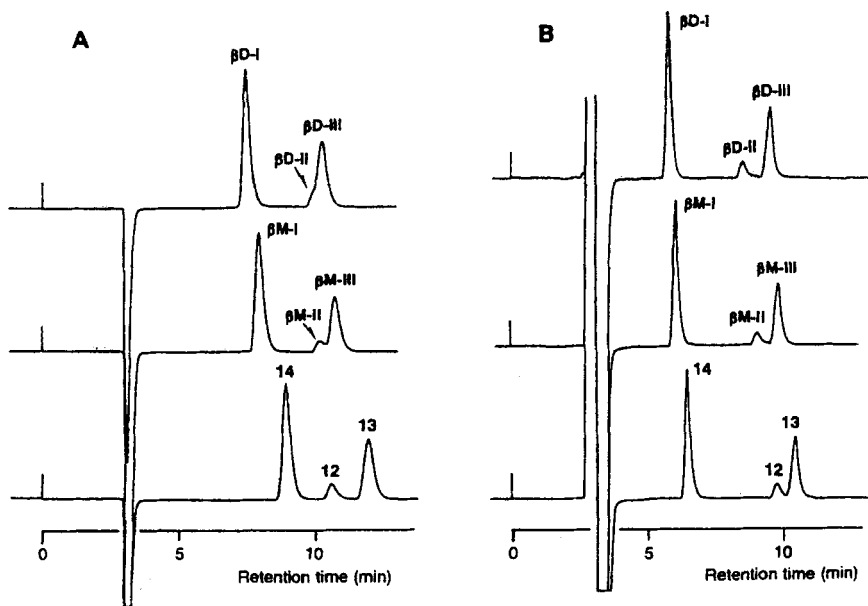 A
βD-I
βD-III
βD-II
βM-I
βM-III
βM-II
14
13
12
0 5 10
Retention time (min)
B
βD-I
βD-III
βD-II
βM-I
βM-III
βM-II
14
13
12
0 5 10
Retention time (min)